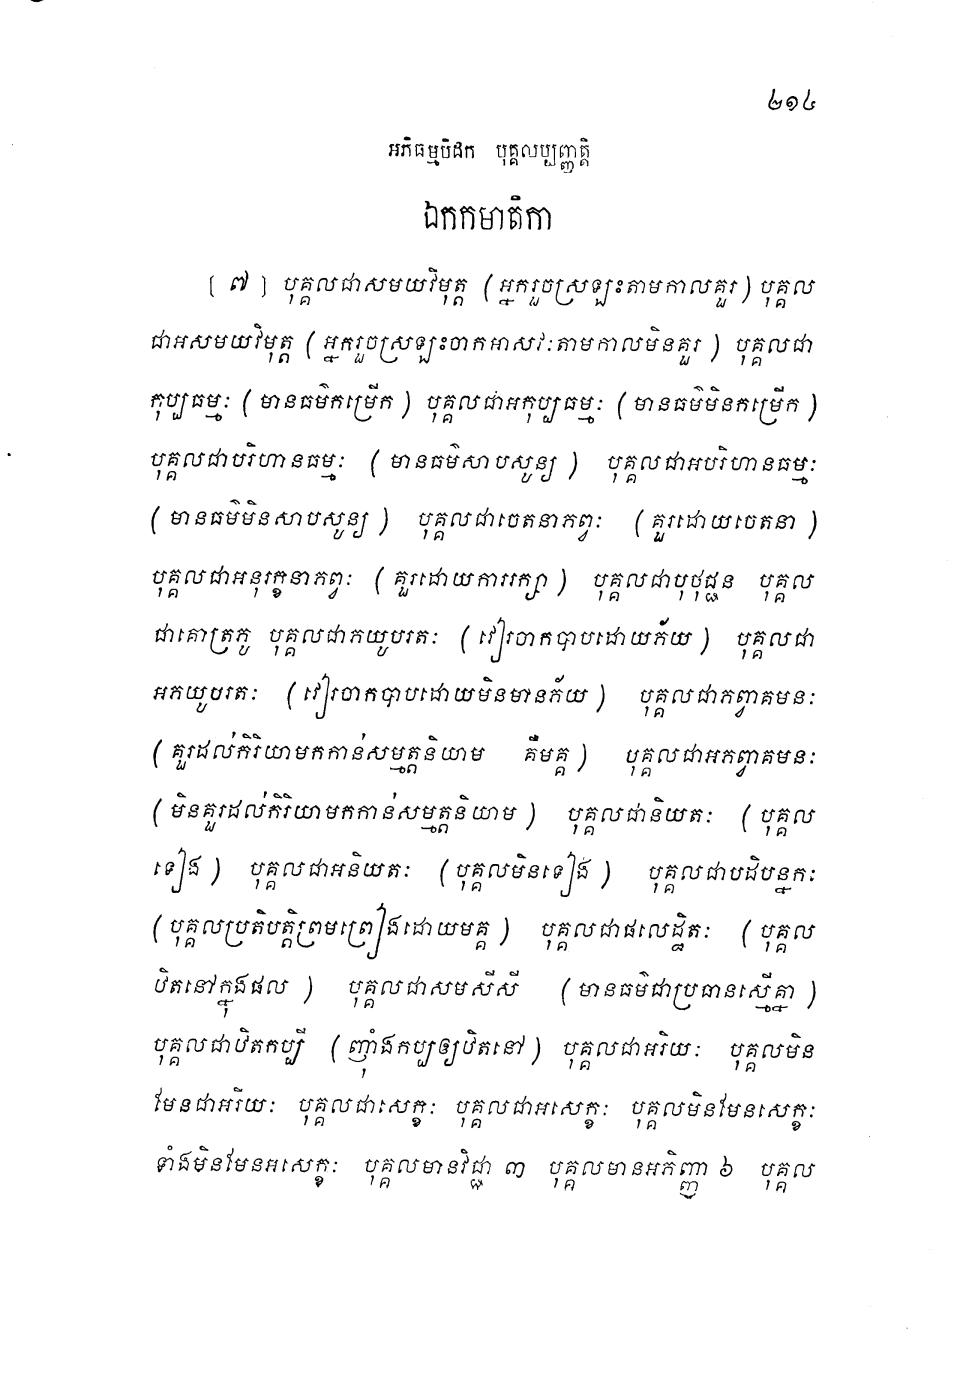 ២១៤
អភិធម្មបិដក បុគ្គលប្បញ្ញត្តិ
ឯកកមាតិកា
[ ៧ ] បុគ្គលជាសមយវិមុត្ត ( អ្នករួចស្រឡះតាមកាលគួរ ) បុគ្គល
ជាអសមយវិមុត្ត ( អ្នករួចស្រឡះចាកអាសវៈតាមកាលមិនគួរ ) បុគ្គលជា
កុប្បធម្មៈ ( មានធម៌កម្រើក ) បុគ្គលជាអកុប្បធម្មៈ ( មានធម៌មិនកម្រើក )
បុគ្គលជាបរិហានធម្មៈ ( មានធម៌សាបសូន្យ ) បុគ្គលជាអបរិហានធម្មៈ
( មានធម៌មិនសាបសូន្យ ) បុគ្គលជាចេតនាភព្វៈ ( គួរដោយចេតនា )
បុគ្គលជាអនុរក្ខនាភព្វៈ ( គួរដោយការរក្សា ) បុគ្គលជាបុថុជ្ជន បុគ្គល
ជាគោត្រភូ បុគ្គលជាភយូបរតៈ ( វៀរចាកបាបដោយភ័យ ) បុគ្គលជា
អភយូបរតៈ ( វៀរចាកបាបដោយមិនមានភ័យ ) បុគ្គលជាភព្វាគមនៈ
( គួរដល់កិរិយាមកកាន់សម្មត្តនិយាម គឺមគ្គ ) បុគ្គលជាអភព្វាគមនៈ
( មិនគួរដល់កិរិយាមកកាន់សម្មត្តនិយាម ) បុគ្គលជានិយតៈ ( បុគ្គល
ទៀង ) បុគ្គលជាអនិយតៈ ( បុគ្គលមិនទៀង ) បុគ្គលជាបដិបន្នកៈ
( បុគ្គលប្រតិបត្តិព្រមព្រៀងដោយមគ្គ ) បុគ្គលជាផលេដ្ឋិតៈ ( បុគ្គល
ឋិតនៅក្នុងផល ) បុគ្គលជាសមសីសី ( មានធម៌ជាប្រធានស្មើគ្នា )
បុគ្គលជាឋិតកប្បី ( ញ៉ាំងកប្បឲ្យឋិតនៅ ) បុគ្គលជាអរិយៈ បុគ្គលមិន
មែនជាអរិយៈ បុគ្គលជាសេក្ខៈ បុគ្គលជាអសេក្ខៈ បុគ្គលមិនមែនសេក្ខៈ
ទាំងមិនមែនអសេក្ខៈ បុគ្គលមានវិជ្ជា ៣ បុគ្គលមានអភិញ្ញា ៦ បុគ្គល